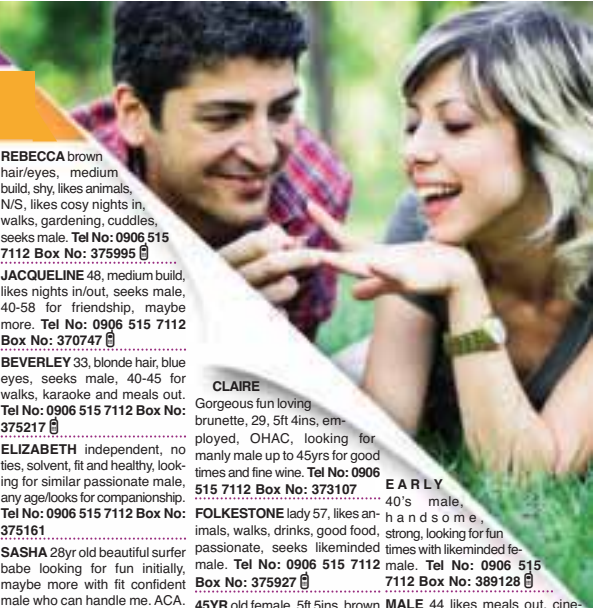 REBECCA brown
hair/eyes, medium
build, shy, likes animals,
N/S, likes cosy nights in,
walks, gardening, cuddles,
seeks male. Tel No: 0906 515
7112 Box No: 375995
JACQUELINE 48, medium build,
likes nights in/out, seeks male,
40-58 for friendship, maybe
more. Tel No: 0906 515 7112
Box No: 370747
BEVERLEY 33, blonde hair, blue
eyes, seeks male, 40-45 for
walks, karaoke and meals out.
Tel No: 0906 515 7112 Box No:
375217
ELIZABETH independent, no
ties, solvent, fit and healthy, look-
ing for similar passionate male,
any age/looks for companionship.
Tel No: 0906 515 7112 Box No:
375161
SASHA 28yr old beautiful surfer
babe looking for fun initially,
maybe more with fit confident
male who can handle me. ACA.
CLAIRE
Gorgeous fun loving
brunette, 29, 5ft 4ins, em-
ployed, OHAC, looking for
manly male up to 45yrs for good
times and fine wine. Tel No: 0906
515 7112 Box No: 373107
FOLKESTONE lady 57, likes an-
imals, walks, drinks, good food,
passionate, seeks likeminded
male. Tel No: 0906 515 7112
Box No: 375927
45YR old female, 5ft 5ins, brown
EARLY
40's male,
handsome,
strong, looking for fun
times with likeminded fe-
male. Tel No: 0906 515
7112 Box No: 389128
MALE 44 likes meals out, cine-